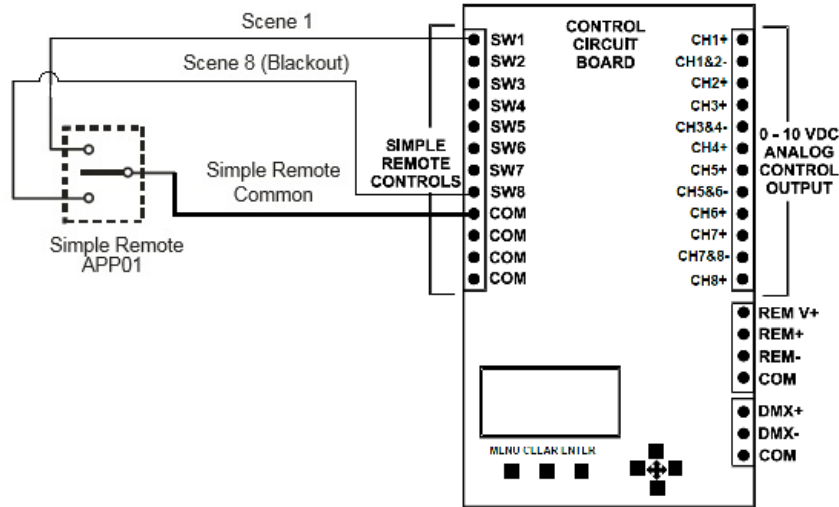 Scene 1
Scene 8 (Blackout)
Simple Remote
Common
Simple Remote
APP01
SIMPLE
REMOTE
CONTROLS
SW1
SW2
SW3
SW4
SW5
SW6
SW7
SW8
COM
COM
COM
COM
CONTROL
CIRCUIT
BOARD
CH1+
CH1&2-
CH2+
CH3+
CH3&4-
CH4+
CH5+
CH5&6-
CH6+
CH7+
CH7&8-
CH8+
0 - 10 VDC
ANALOG
CONTROL
OUTPUT
REM V+
REM+
REM-
COM
DMX+
DMX-
COM
MENU CLEAR ENTER